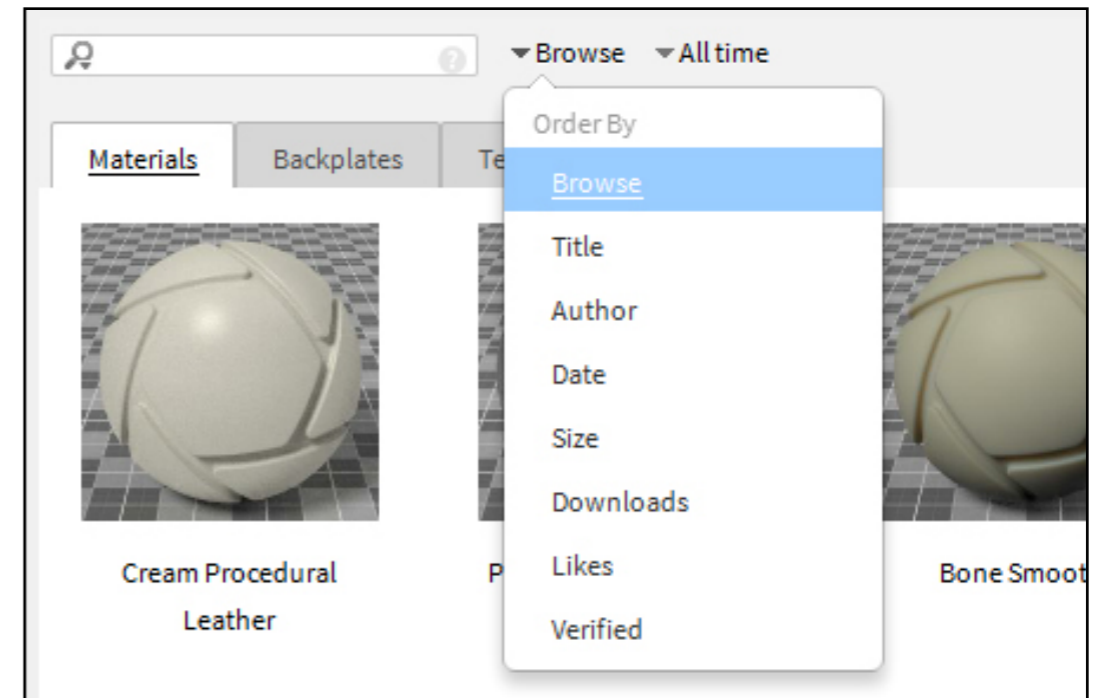 Browse All time
Order By
Materials Backplates Te
Browse
Title
Author
Date
Size
Downloads
Likes
Verified
Cream Procedural
Leather
P
Bone Smoot